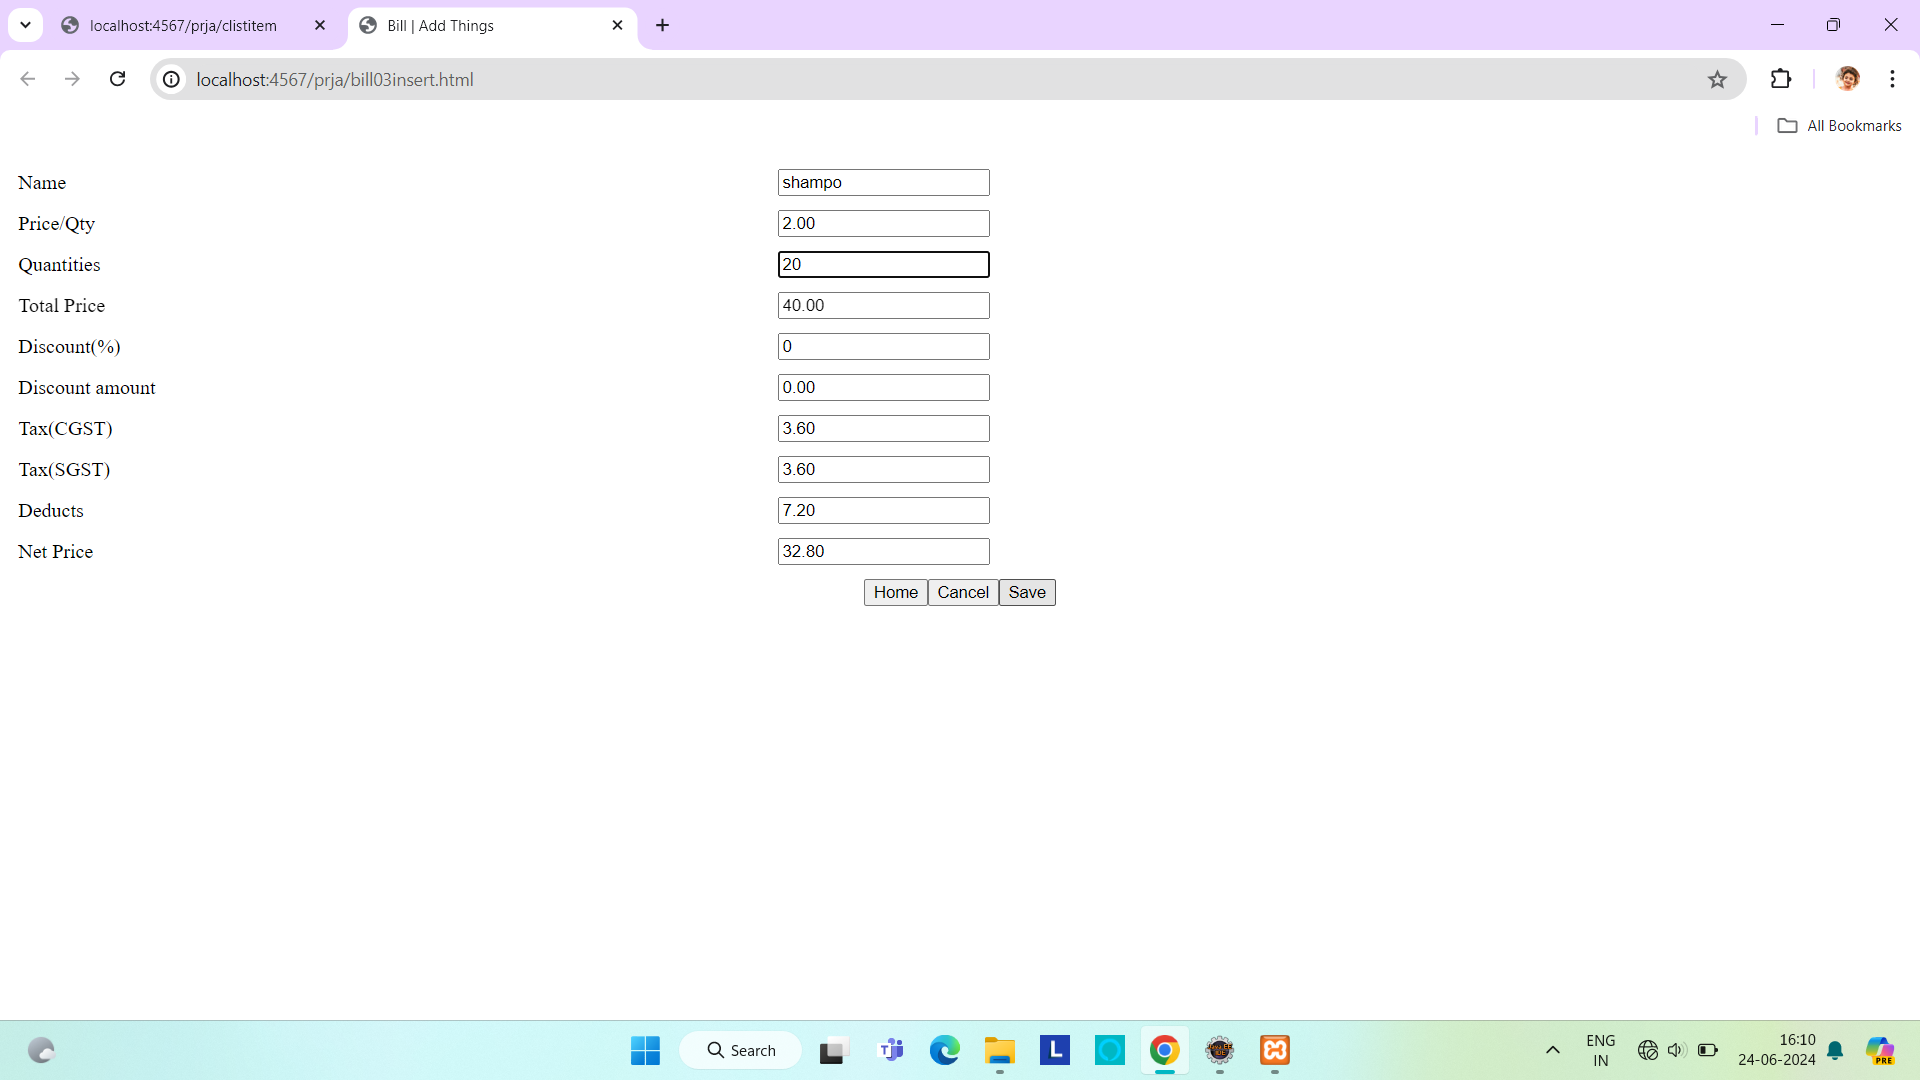 localhost:4567/prja/clistitem
Bill | Add Things
localhost:4567/prja/bill03insert.html
All Bookmarks
Name shampo
Price/Qty 2.00
Quantities 20
Total Price 40.00
Discount(%) 0
Discount amount 0.00
Tax(CGST) 3.60
Tax(SGST) 3.60
Deducts 7.20
Net Price 32.80
Home Cancel Save
Search
L
ENG
IN
16:10
24-06-2024
PRE